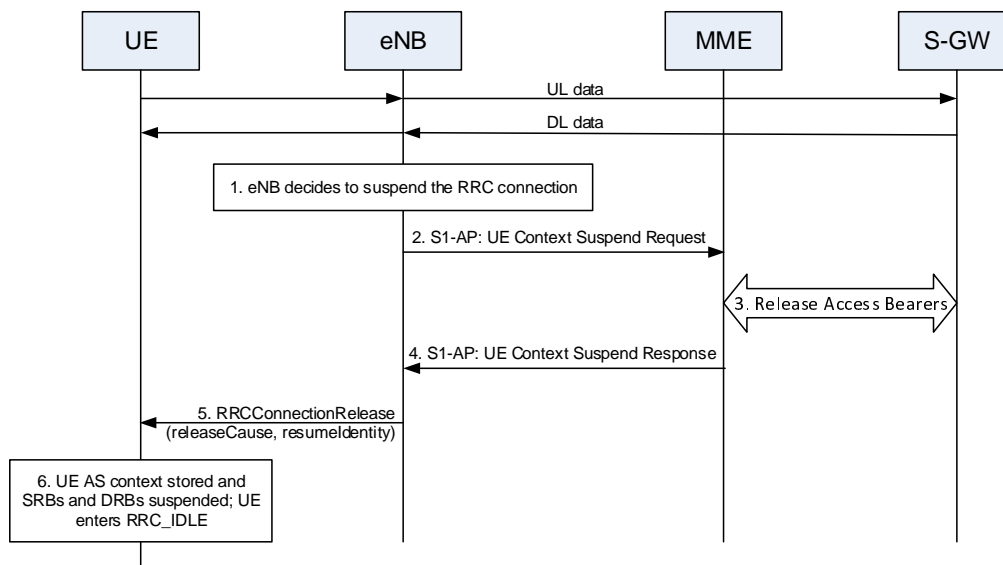 UE
eNB
MME
S-GW
UL data
DL data
1. eNB decides to suspend the RRC connection
2. S1-AP: UE Context Suspend Request
3. Release Access Bearers
4. S1-AP: UE Context Suspend Response
5. RRCConnectionRelease
(releaseCause, resumeIdentity)
6. UE AS context stored and
SRBs and DRBs suspended; UE
enters RRC_IDLE